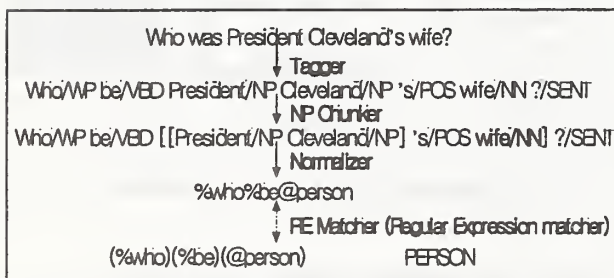 Who was President Cleveland's wife?
Tagger
Who/WP be/VBD President/NP Cleveland/NP 's/POS wife/NN ?/SENT
NP Chunker
Who/WP be/VBD [[President/NP Cleveland/NP] 's/POS wife/NN] ?/SENT
Normalizer
%who%be@person
RE Matcher (Regular Expression matcher)
(%who)(%be)(@person) PERSON